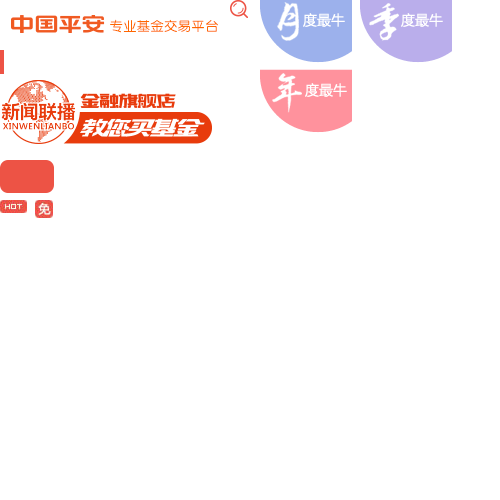 中国平安 专业基金交易平台
月度最牛
季度最牛
年度最牛
新闻联播
XINWENLIANBO
金融旗舰店
教您买基金
HOT
免